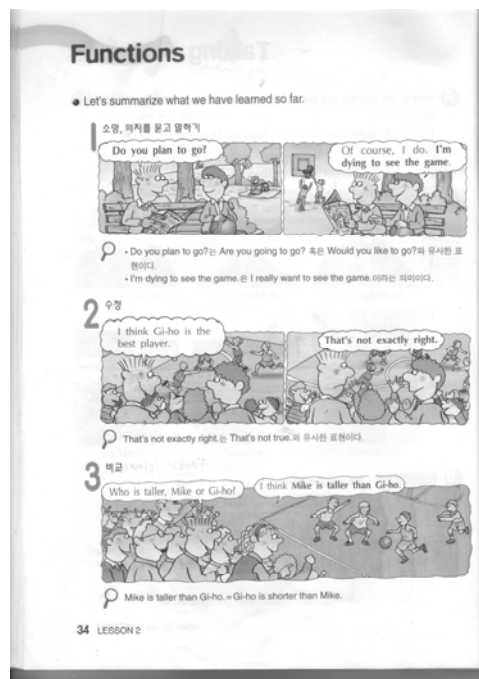 Functions
Let's summarize what we have learned so far.
1 소망, 의지를 묻고 말하기
Do you plan to go?
Of course, I do. I'm
dying to see the game.
• Do you plan to go?는 Are you going to go? 혹은 Would you like to go?와 유사한 표
현이다.
• I'm dying to see the game.은 I really want to see the game.이라는 의미이다.
2 수정
I think Gi-ho is the
best player.
That's not exactly right.
That's not exactly right.는 That's not true.와 유사한 표현이다.
3 비교
Who is taller, Mike or Gi-ho?
I think Mike is taller than Gi-ho.
Mike is taller than Gi-ho. = Gi-ho is shorter than Mike.
34 LESSON 2